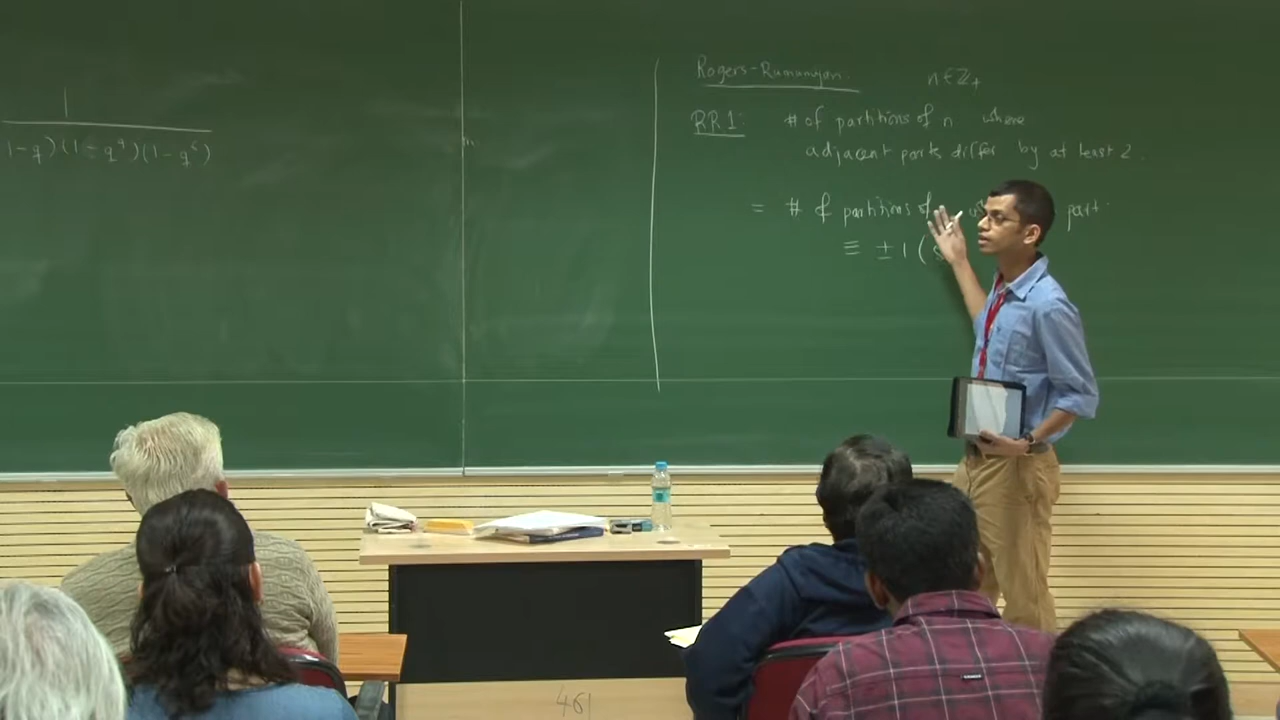 1
1-q)(1-q⁴)(1-q⁶)
Rogers-Ramanujan. n ∈ ℤ₊
RR1: # of partitions of n where
adjacent parts differ by at least 2.
= # of partitions of part
≡ ±1 (
461